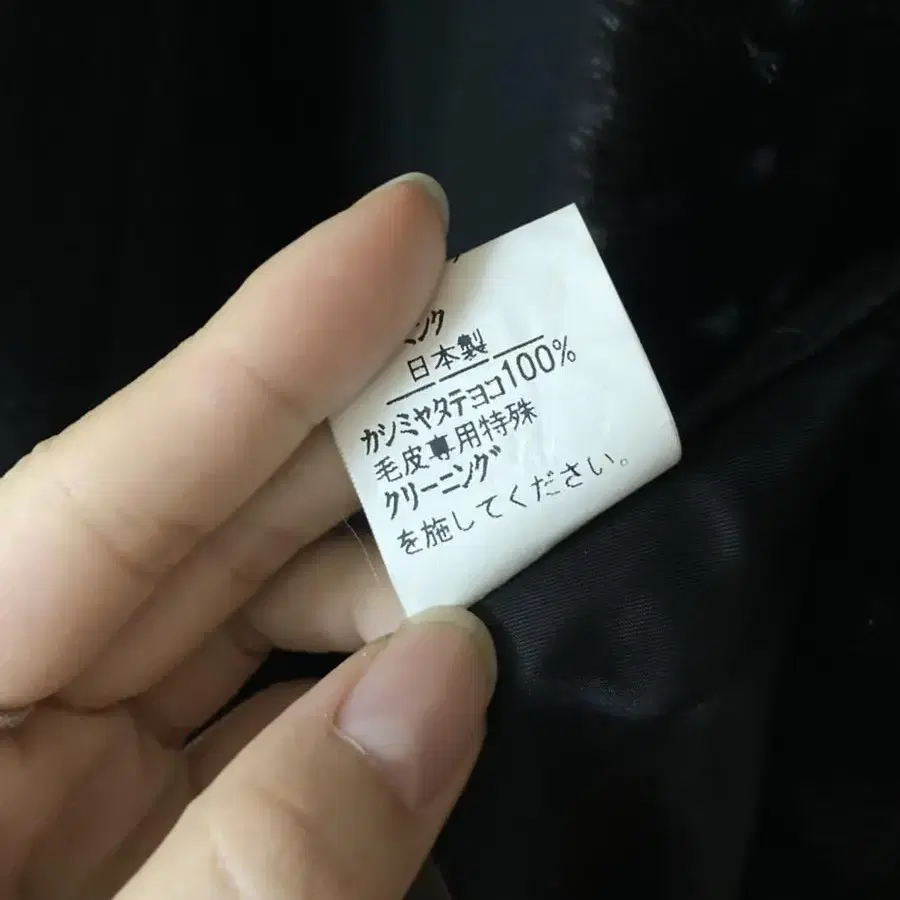 ミンク
日本製
カシミヤタテヨコ100%
毛皮専用特殊
クリーニング
を施してください。